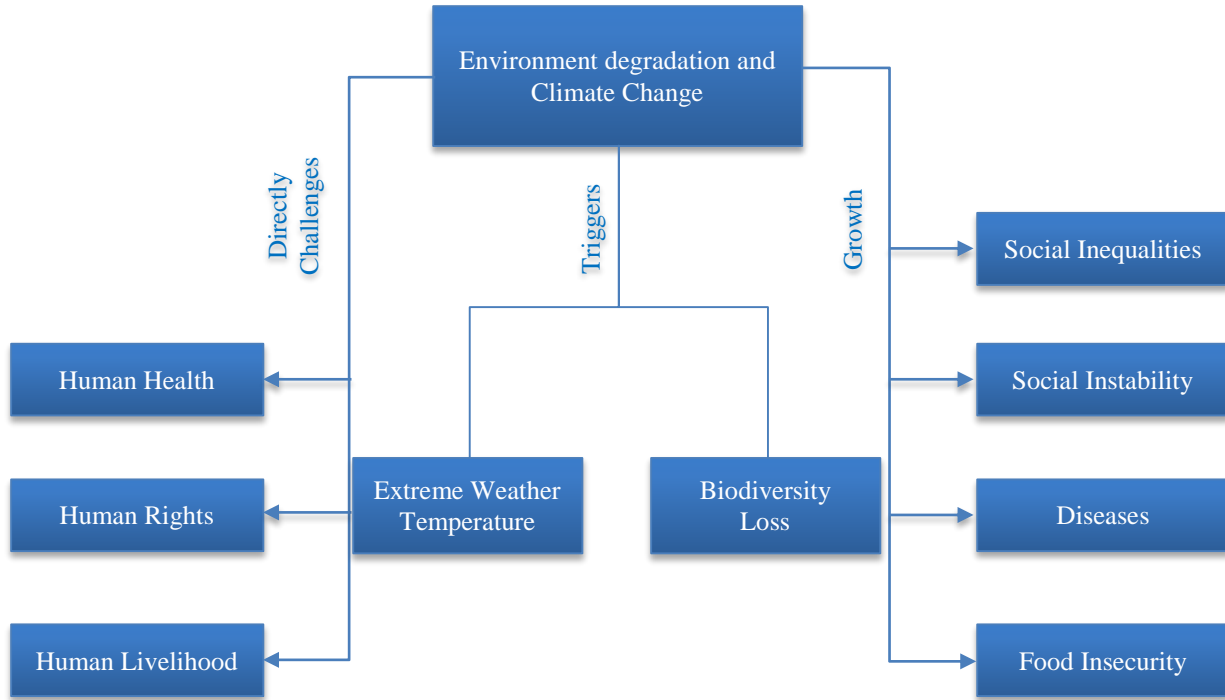 Environment degradation and
Climate Change
Directly
Challenges
Triggers
Growth
Social Inequalities
Human Health
Social Instability
Extreme Weather
Temperature
Biodiversity
Loss
Human Rights
Diseases
Human Livelihood
Food Insecurity